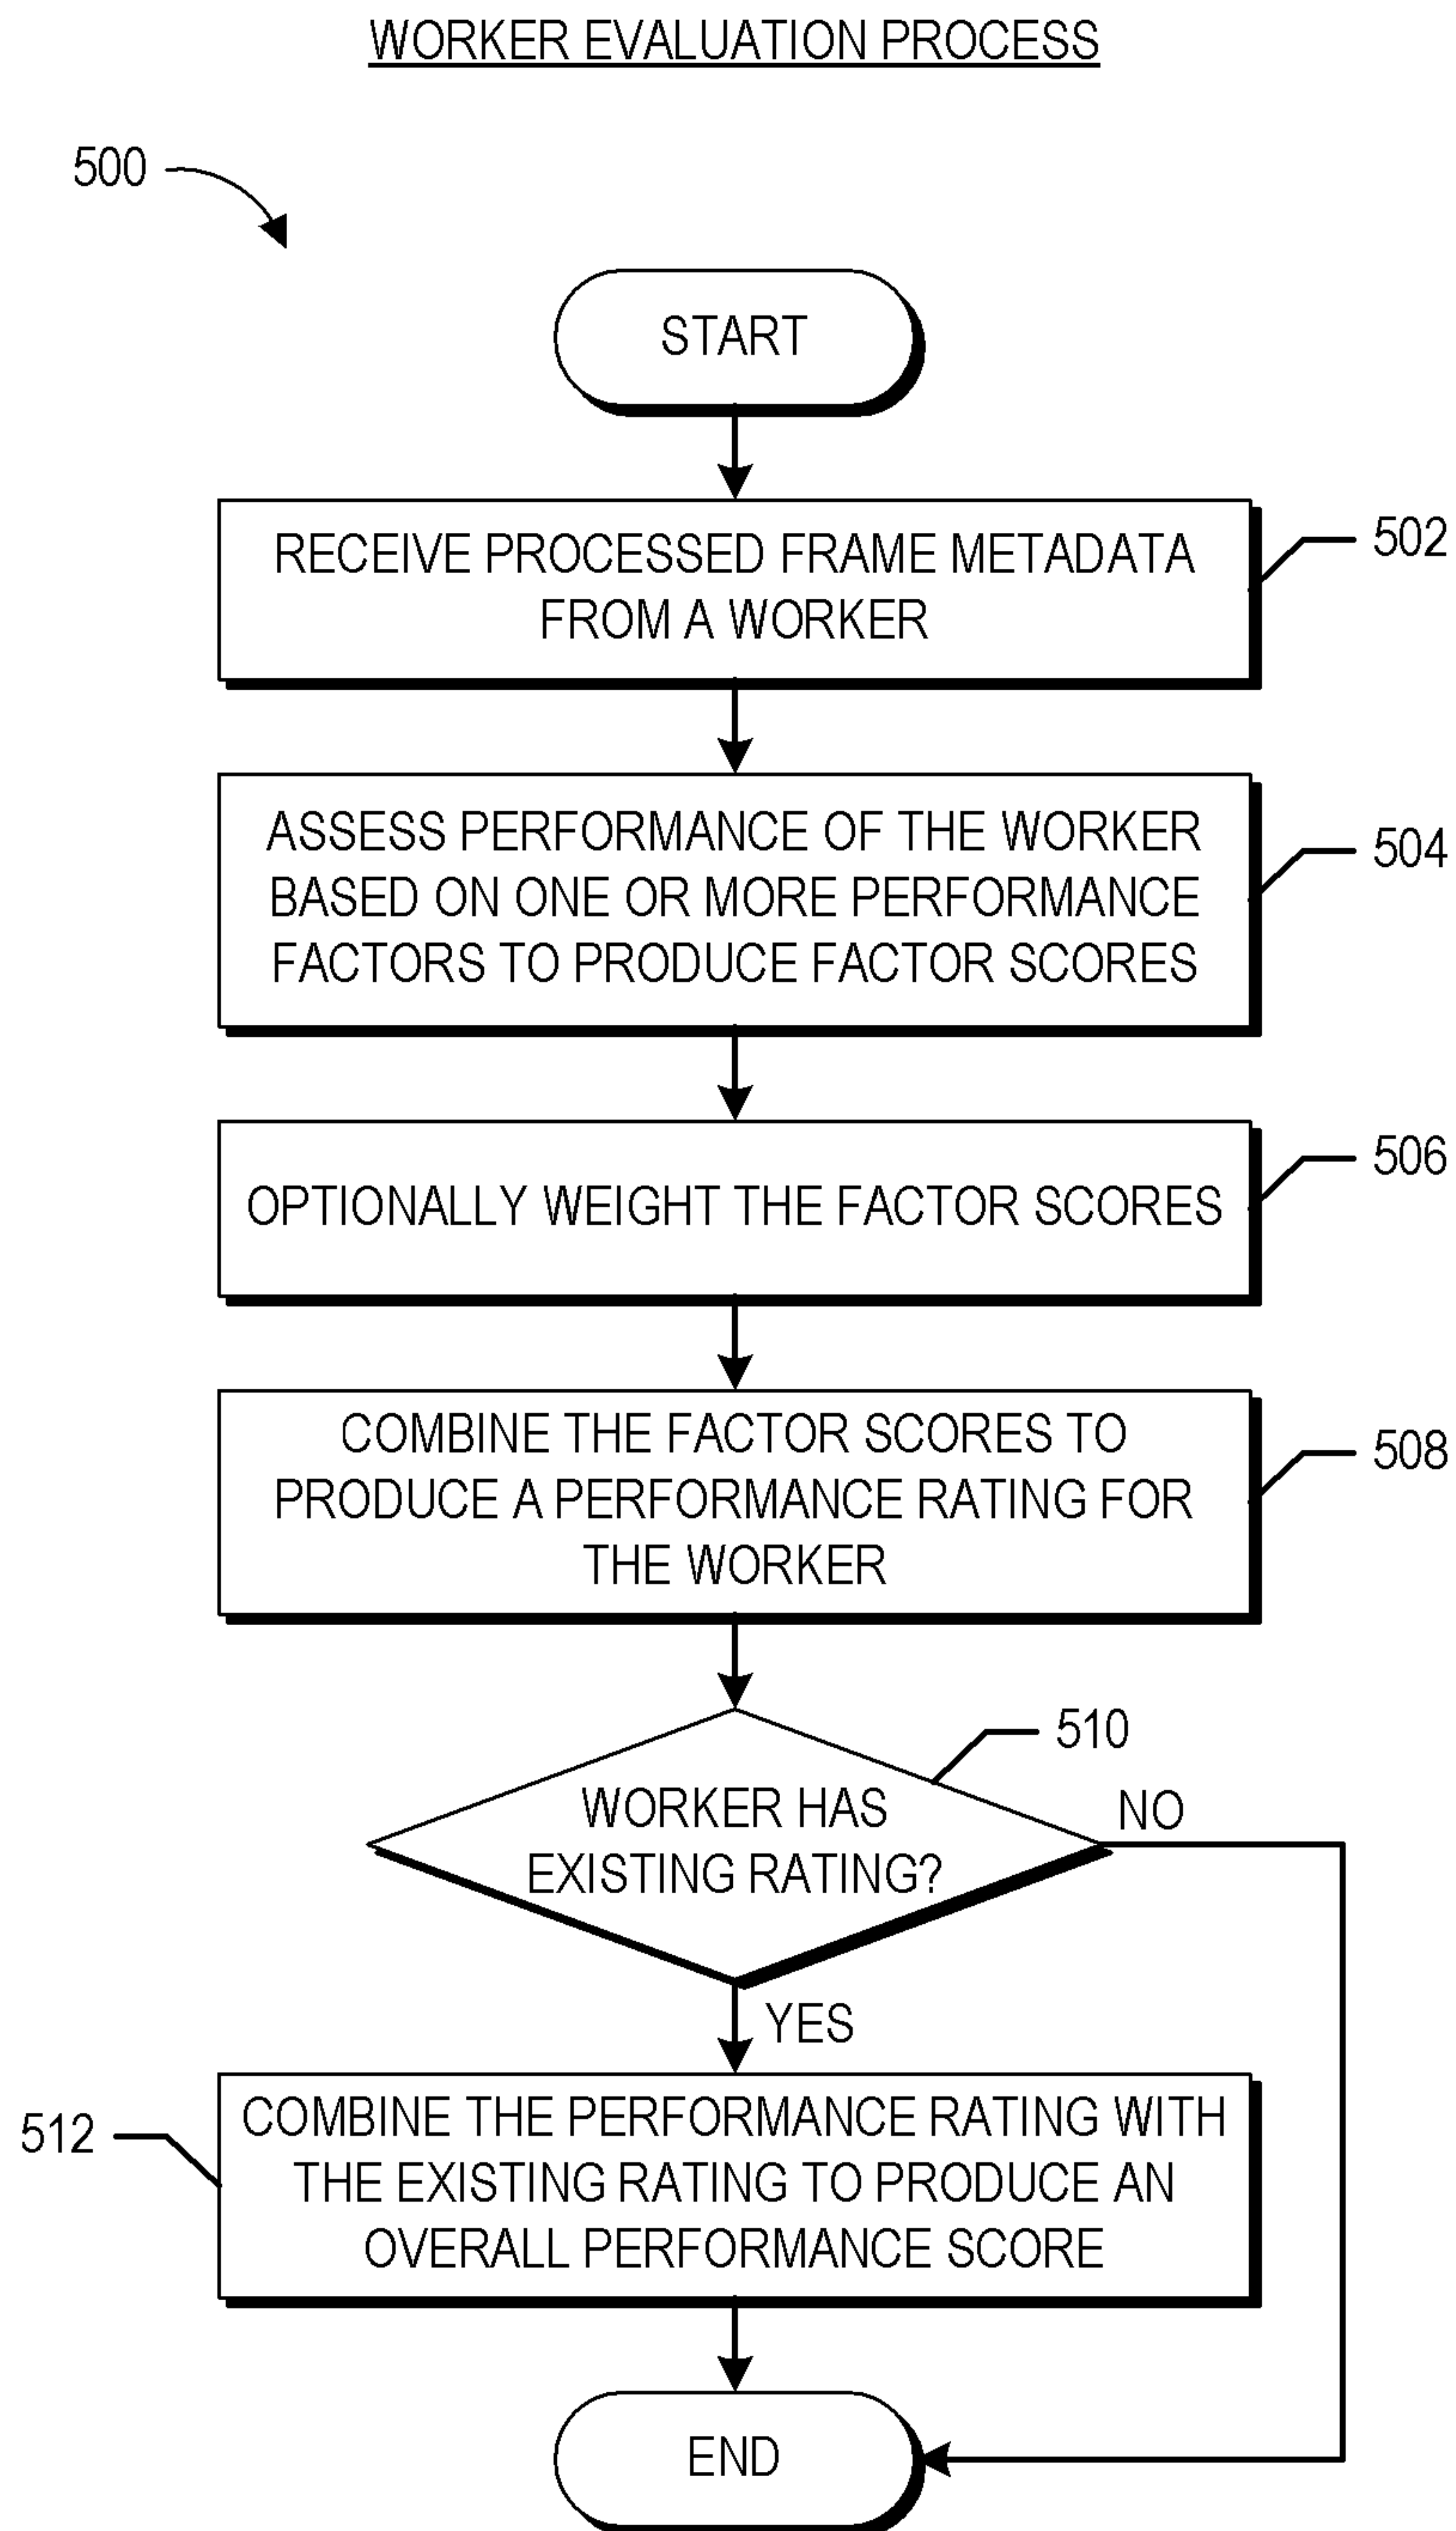 WORKER EVALUATION PROCESS
500
START
RECEIVE PROCESSED FRAME METADATA
FROM A WORKER
502
ASSESS PERFORMANCE OF THE WORKER
BASED ON ONE OR MORE PERFORMANCE
FACTORS TO PRODUCE FACTOR SCORES
504
OPTIONALLY WEIGHT THE FACTOR SCORES
506
COMBINE THE FACTOR SCORES TO
PRODUCE A PERFORMANCE RATING FOR
THE WORKER
508
510
WORKER HAS
EXISTING RATING?
NO
YES
512
COMBINE THE PERFORMANCE RATING WITH
THE EXISTING RATING TO PRODUCE AN
OVERALL PERFORMANCE SCORE
END